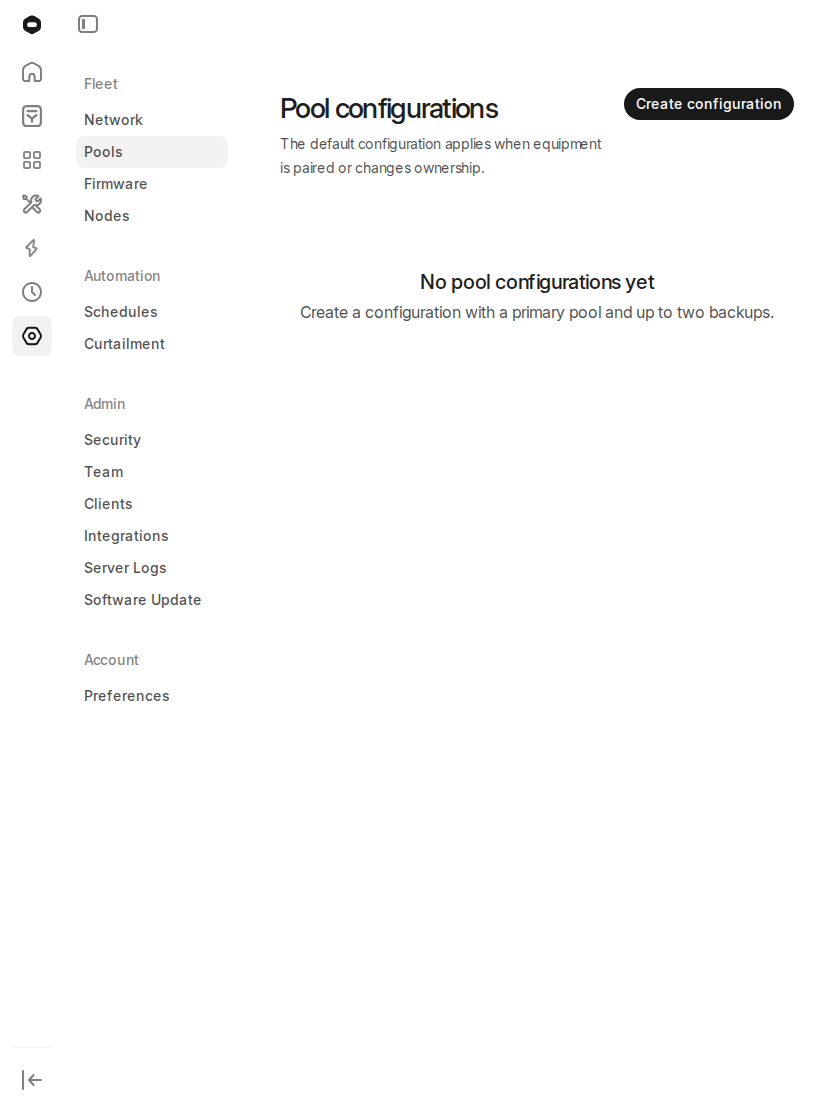 Fleet
Network
Pools
Firmware
Nodes
Automation
Schedules
Curtailment
Admin
Security
Team
Clients
Integrations
Server Logs
Software Update
Account
Preferences
Pool configurations
Create configuration
The default configuration applies when equipment
is paired or changes ownership.
No pool configurations yet
Create a configuration with a primary pool and up to two backups.